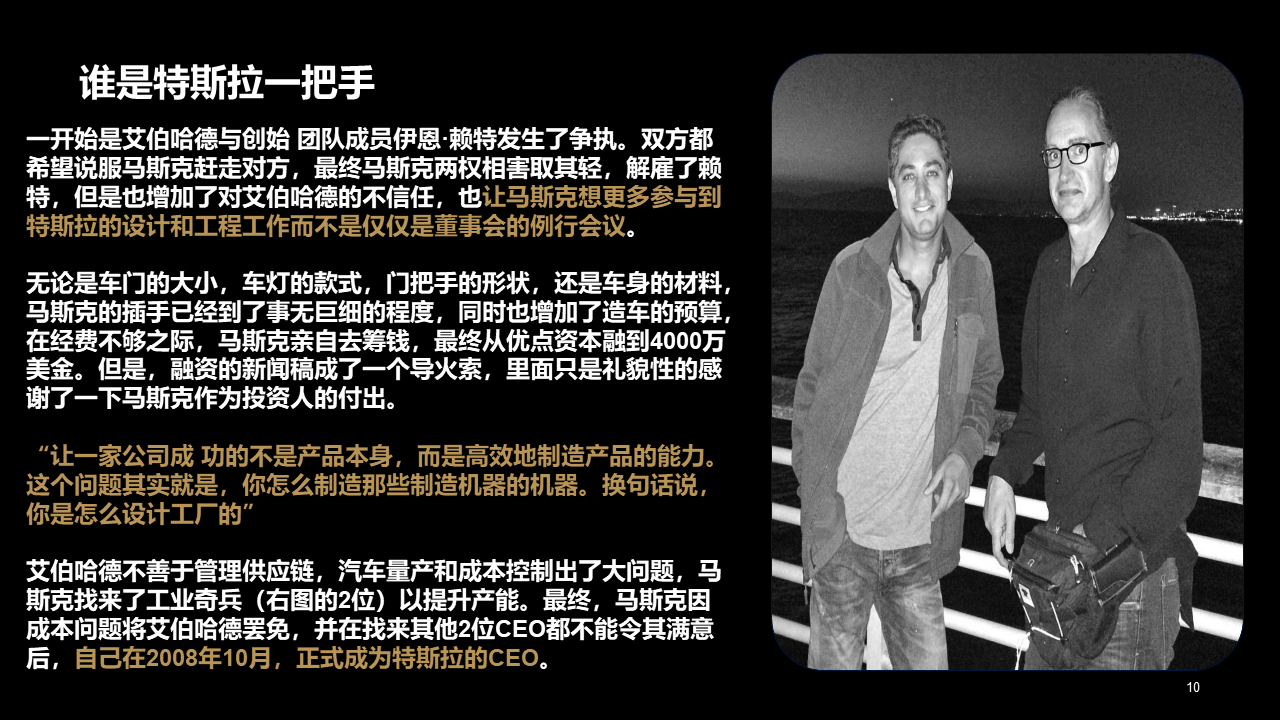 谁是特斯拉一把手
一开始是艾伯哈德与创始 团队成员伊恩·赖特发生了争执。双方都
希望说服马斯克赶走对方，最终马斯克两权相害取其轻，解雇了赖
特，但是也增加了对艾伯哈德的不信任，也让马斯克想更多参与到
特斯拉的设计和工程工作而不是仅仅是董事会的例行会议。
无论是车门的大小，车灯的款式，门把手的形状，还是车身的材料，
马斯克的插手已经到了事无巨细的程度，同时也增加了造车的预算，
在经费不够之际，马斯克亲自去筹钱，最终从优点资本融到4000万
美金。但是，融资的新闻稿成了一个导火索，里面只是礼貌性的感
谢了一下马斯克作为投资人的付出。
“让一家公司成 功的不是产品本身，而是高效地制造产品的能力。
这个问题其实就是，你怎么制造那些制造机器的机器。换句话说，
你是怎么设计工厂的”
艾伯哈德不善于管理供应链，汽车量产和成本控制出了大问题，马
斯克找来了工业奇兵（右图的2位）以提升产能。最终，马斯克因
成本问题将艾伯哈德罢免，并在找来其他2位CEO都不能令其满意
后，自己在2008年10月，正式成为特斯拉的CEO。
10